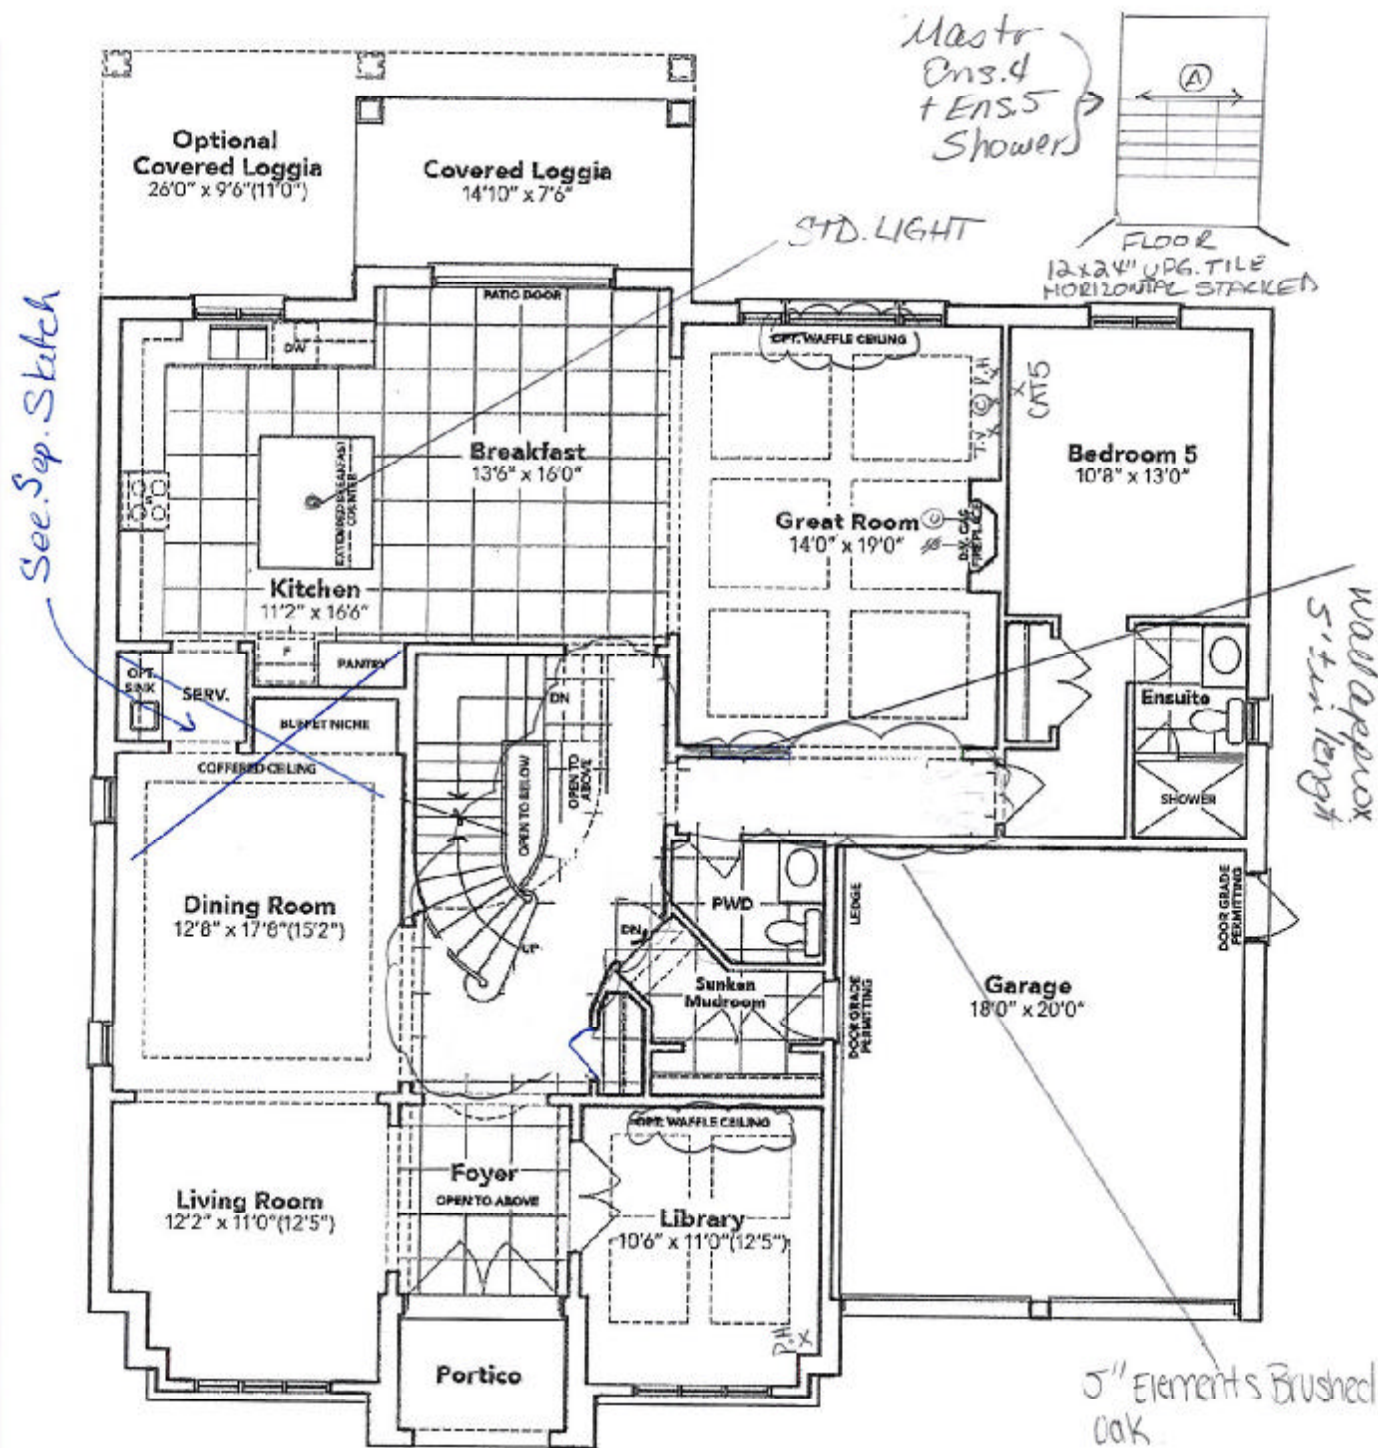 Mastr
Ens.4
+ Ens.5
Shower
A
FLOOR
12x24" UPG. TILE
HORIZONTAL STACKED
Optional
Covered Loggia
26'0" x 9'6"(11'0")
Covered Loggia
14'10" x 7'6"
STD. LIGHT
See. Sep. Sketch
PATIO DOOR
DW
OPT. WAFFLE CEILING
P.H
T.V
C
CAT5
Breakfast
13'6" x 16'0"
Bedroom 5
10'8" x 13'0"
EXTENDED BREAKFAST
COUNTER
Great Room
14'0" x 19'0"
D.V. GAS
FIREPLACE
Kitchen
11'2" x 16'6"
Wall approx
5' ± in length
F
PANTRY
OPT.
SINK
SERV.
DN
BUFFET NICHE
Ensuite
COFFERED CEILING
OPEN TO BELOW
OPEN TO
ABOVE
SHOWER
Dining Room
12'8" x 17'8"(15'2")
UP
PWD
DN
LEDGE
DOOR GRADE
PERMITTING
Sunken
Mudroom
Garage
18'0" x 20'0"
DOOR GRADE
PERMITTING
OPT. WAFFLE CEILING
Foyer
OPEN TO ABOVE
Living Room
12'2" x 11'0"(12'5")
Library
10'6" x 11'0"(12'5")
P.H
Portico
5" Elements Brushed
Oak